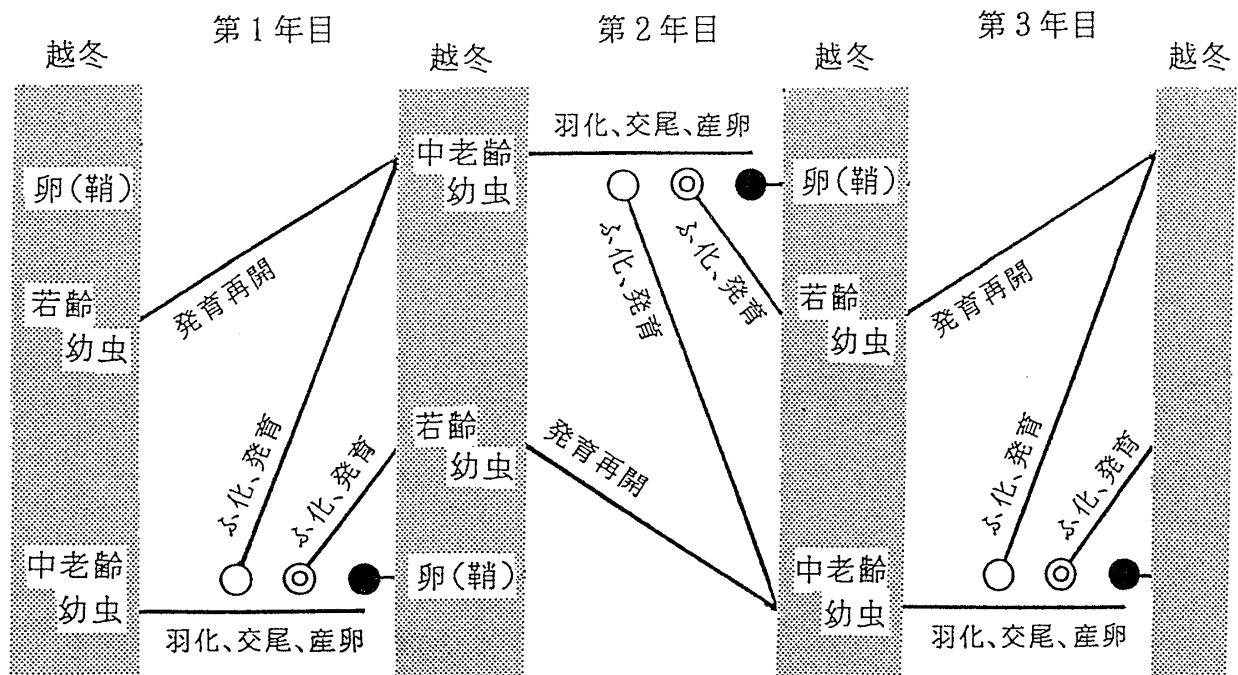 第1年目
第2年目
第3年目
越冬
越冬
越冬
越冬
卵(鞘)
若齢
幼虫
中老齢
幼虫
発育再開
ふ化、発育
ふ化、発育
羽化、交尾、産卵
中老齢
幼虫
若齢
幼虫
卵(鞘)
羽化、交尾、産卵
ふ化、発育
ふ化、発育
発育再開
卵(鞘)
若齢
幼虫
中老齢
幼虫
発育再開
ふ化、発育
ふ化、発育
羽化、交尾、産卵